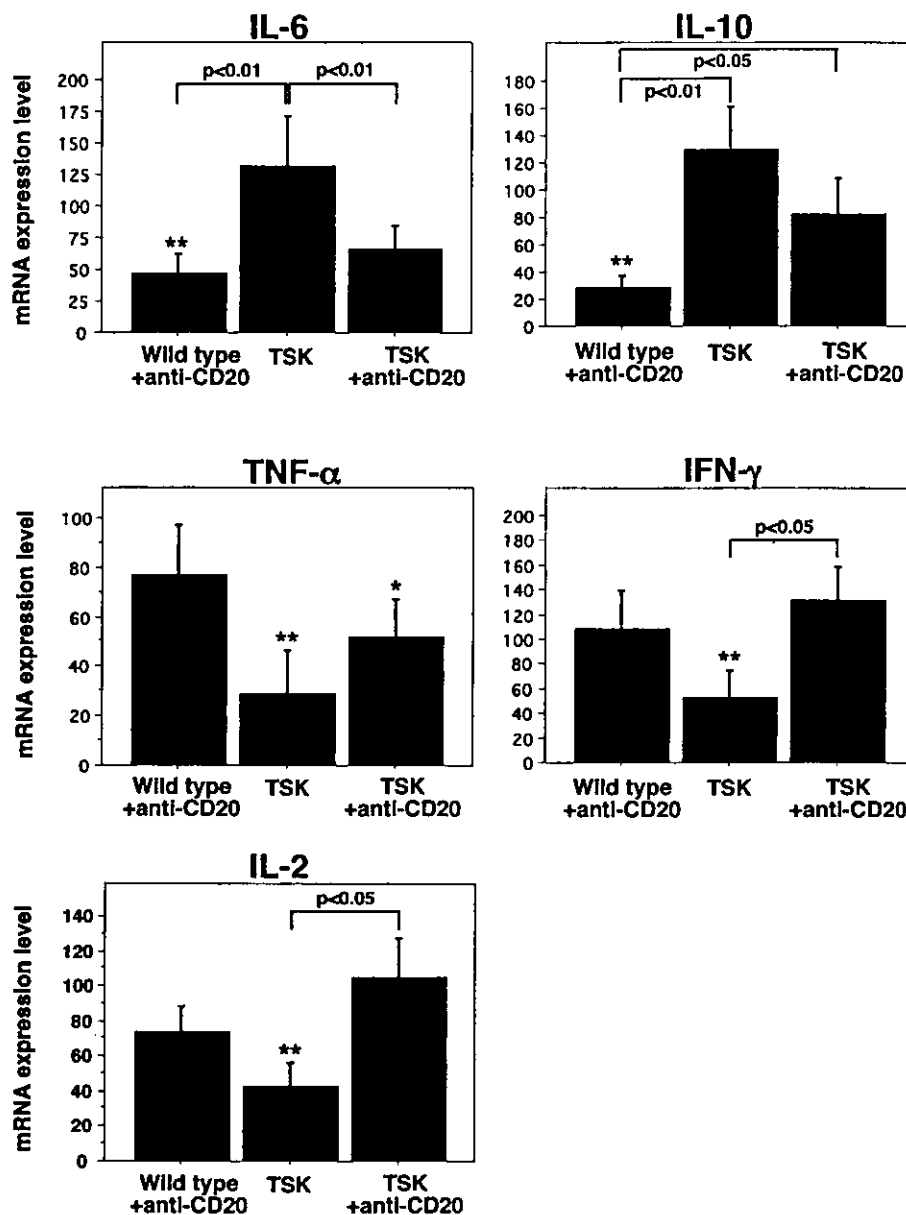 IL-6
mRNA expression level
200
175
150
125
100
75
50
25
0
p<0.01
p<0.01
**
Wild type
+anti-CD20
TSK
TSK
+anti-CD20
IL-10
180
160
140
120
100
80
60
40
20
0
p<0.05
p<0.01
**
Wild type
+anti-CD20
TSK
TSK
+anti-CD20
TNF-α
mRNA expression level
100
80
60
40
20
0
**
*
Wild type
+anti-CD20
TSK
TSK
+anti-CD20
IFN-γ
200
180
160
140
120
100
80
60
40
20
0
p<0.05
**
Wild type
+anti-CD20
TSK
TSK
+anti-CD20
IL-2
mRNA expression level
140
120
100
80
60
40
20
0
p<0.05
**
Wild type
+anti-CD20
TSK
TSK
+anti-CD20